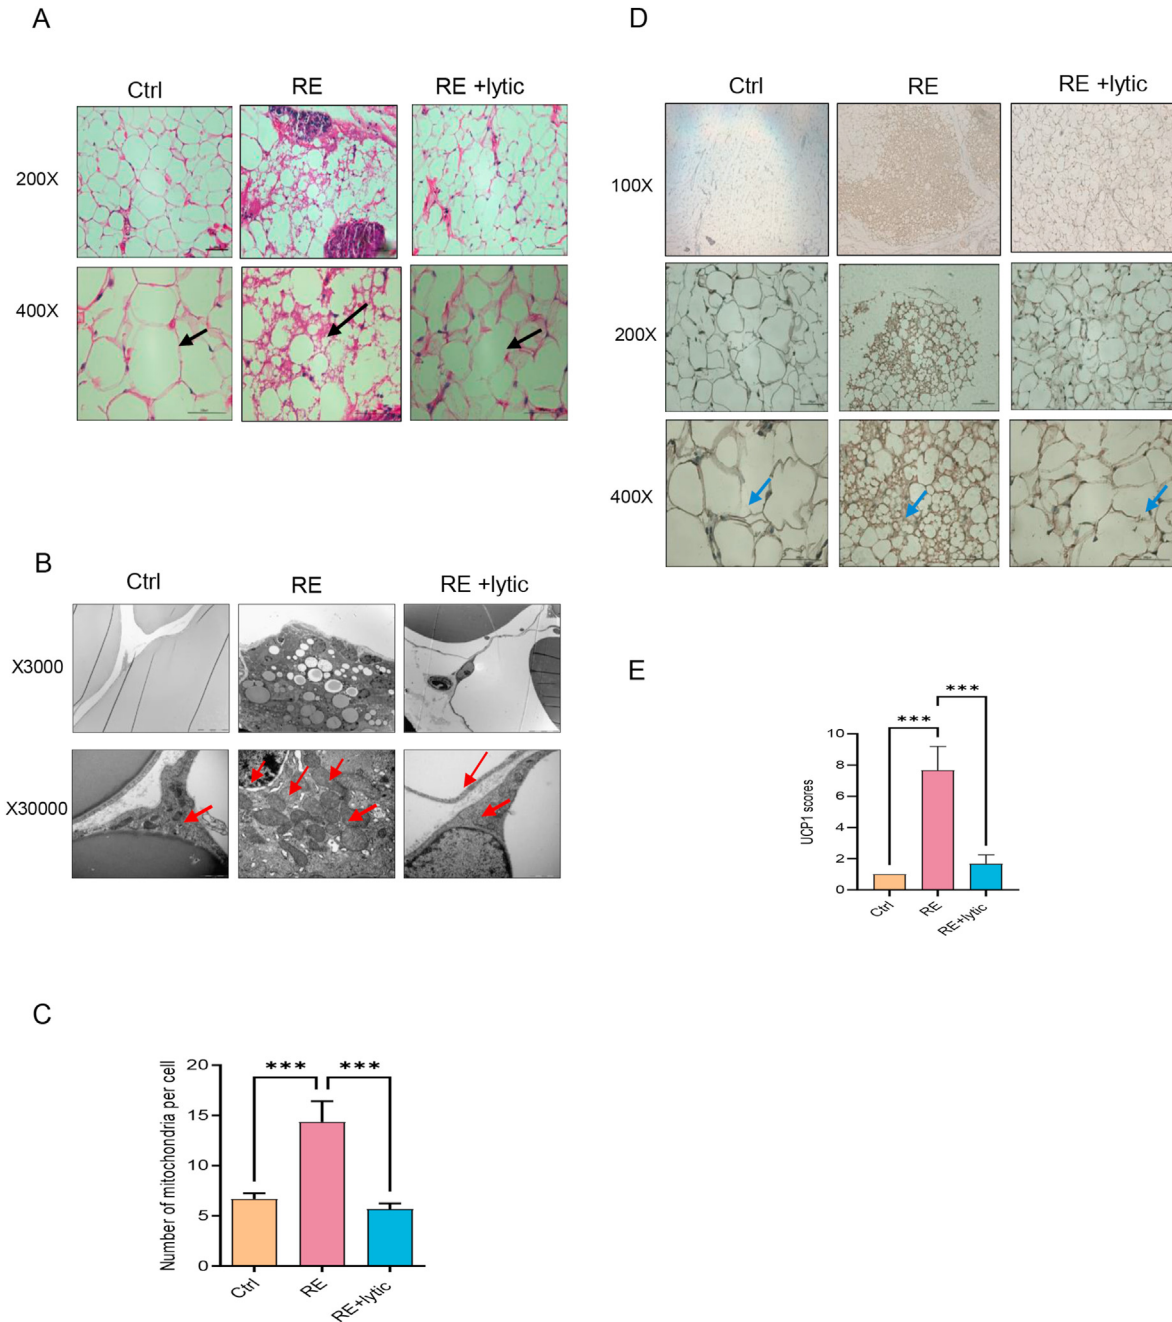 A
Ctrl
RE
RE +lytic
200X
400X
B
Ctrl
RE
RE +lytic
X3000
X30000
C
Number of mitochondria per cell
20
15
10
5
0
***
***
Ctrl
RE
RE+lytic
D
Ctrl
RE
RE +lytic
100X
200X
400X
E
UCP1 scores
10
8
6
4
2
0
***
***
Ctrl
RE
RE+lytic